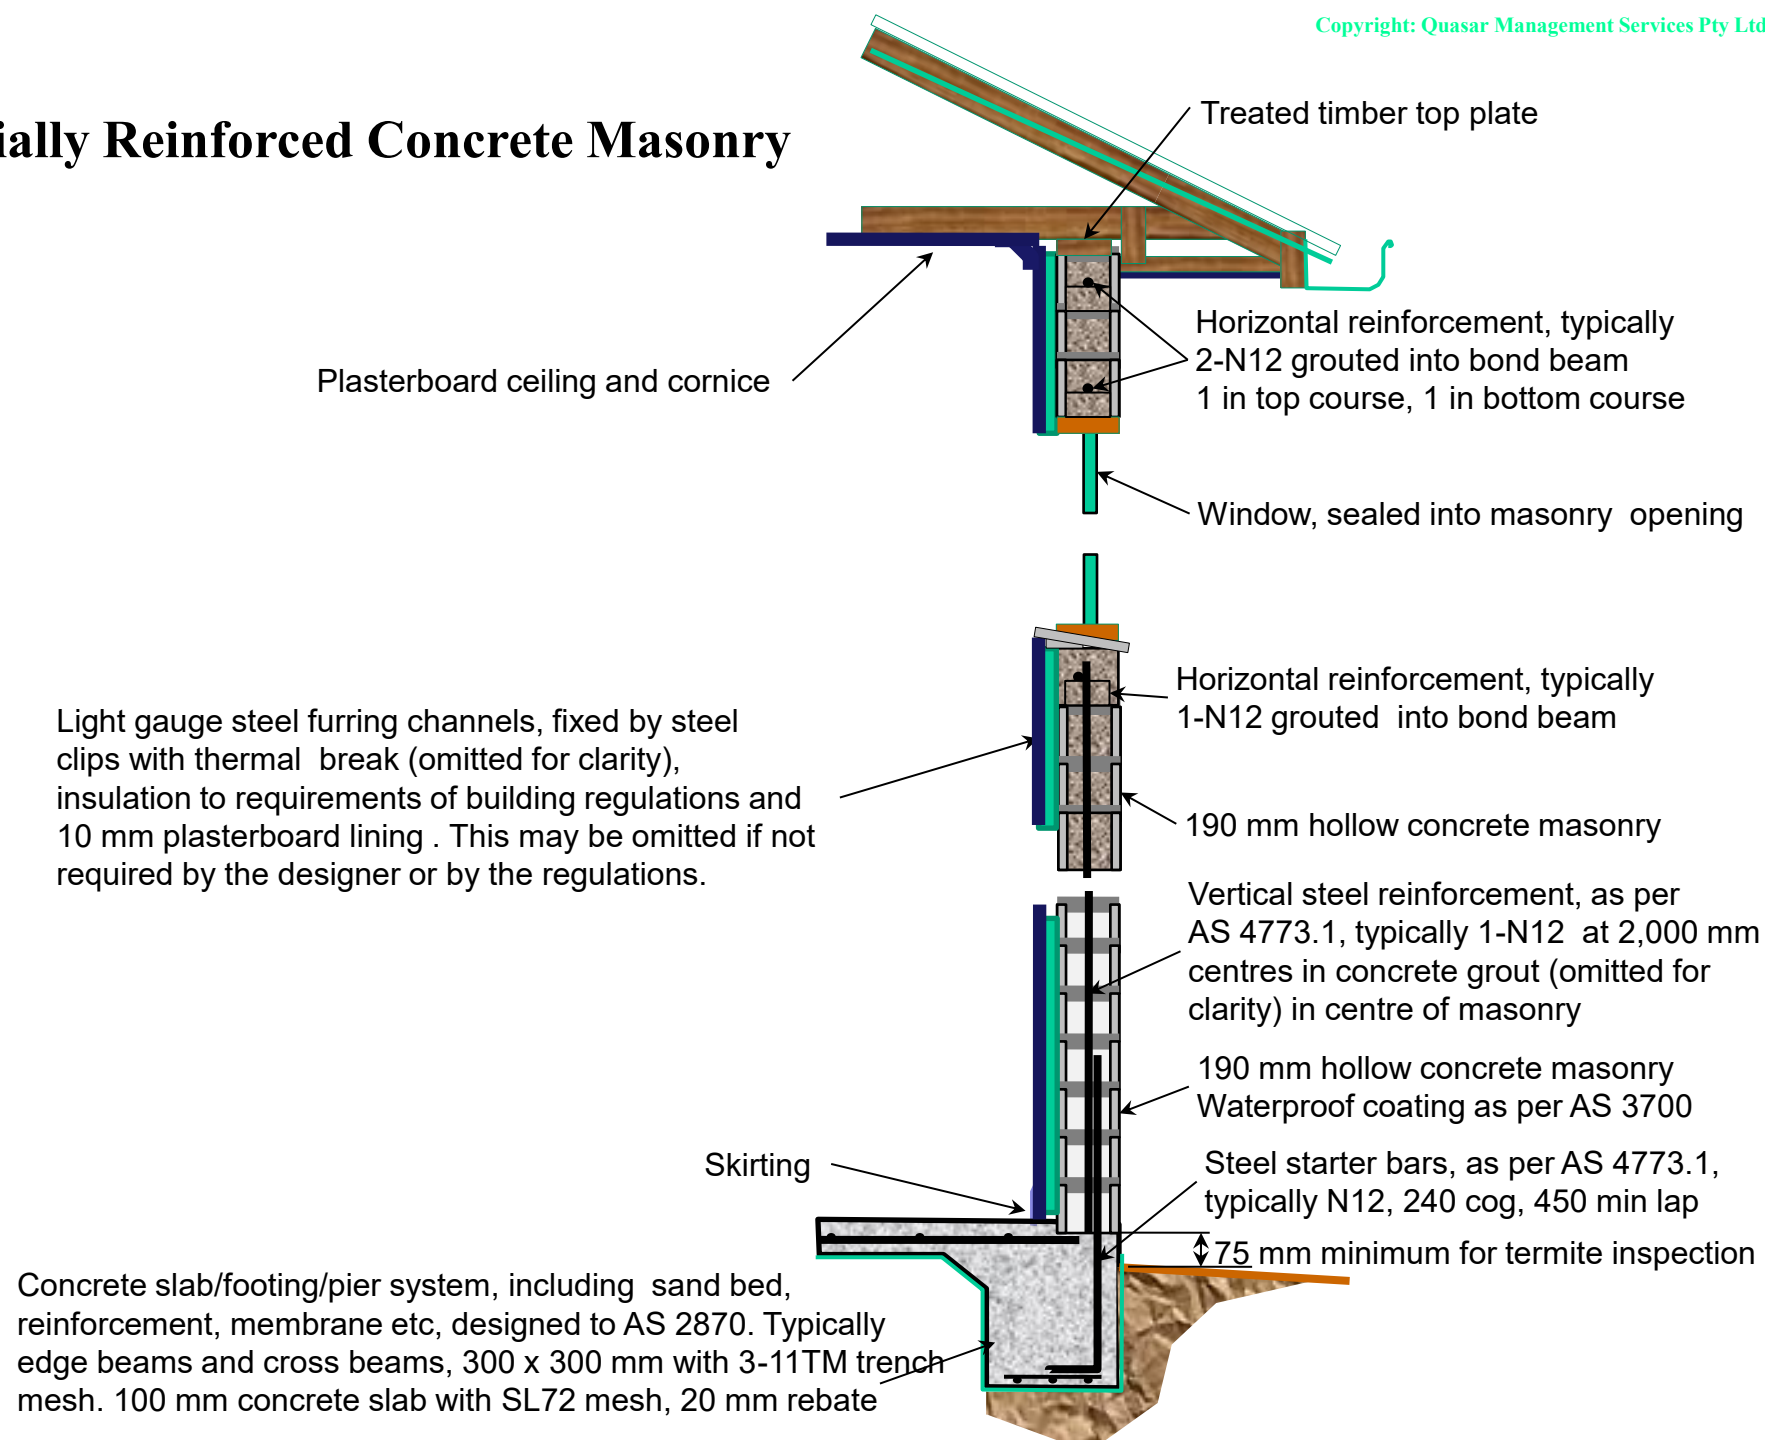 Copyright: Quasar Management Services Pty Ltd
ially Reinforced Concrete Masonry
Treated timber top plate
Horizontal reinforcement, typically
2-N12 grouted into bond beam
1 in top course, 1 in bottom course
Plasterboard ceiling and cornice
Window, sealed into masonry  opening
Horizontal reinforcement, typically
1-N12 grouted  into bond beam
Light gauge steel furring channels, fixed by steel
clips with thermal  break (omitted for clarity),
insulation to requirements of building regulations and
10 mm plasterboard lining . This may be omitted if not
required by the designer or by the regulations.
190 mm hollow concrete masonry
Vertical steel reinforcement, as per
AS 4773.1, typically 1-N12  at 2,000 mm
centres in concrete grout (omitted for
clarity) in centre of masonry
190 mm hollow concrete masonry
Waterproof coating as per AS 3700
Skirting
Steel starter bars, as per AS 4773.1,
typically N12, 240 cog, 450 min lap
75 mm minimum for termite inspection
Concrete slab/footing/pier system, including  sand bed,
reinforcement, membrane etc, designed to AS 2870. Typically
edge beams and cross beams, 300 x 300 mm with 3-11TM trench
mesh. 100 mm concrete slab with SL72 mesh, 20 mm rebate